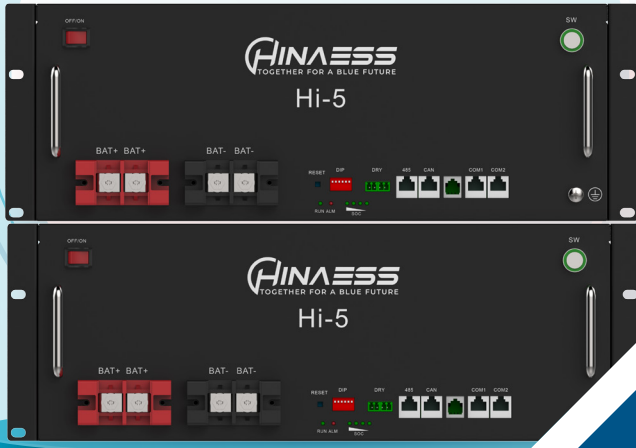 OFF/ON
SW
HINAESS
TOGETHER FOR A BLUE FUTURE
Hi-5
BAT+ BAT+ BAT- BAT-
RESET DIP DRY 485 CAN COM1 COM2
RUN ALM SOC
OFF/ON
SW
HINAESS
TOGETHER FOR A BLUE FUTURE
Hi-5
BAT+ BAT+ BAT- BAT-
RESET DIP DRY 485 CAN COM1 COM2
RUN ALM SOC